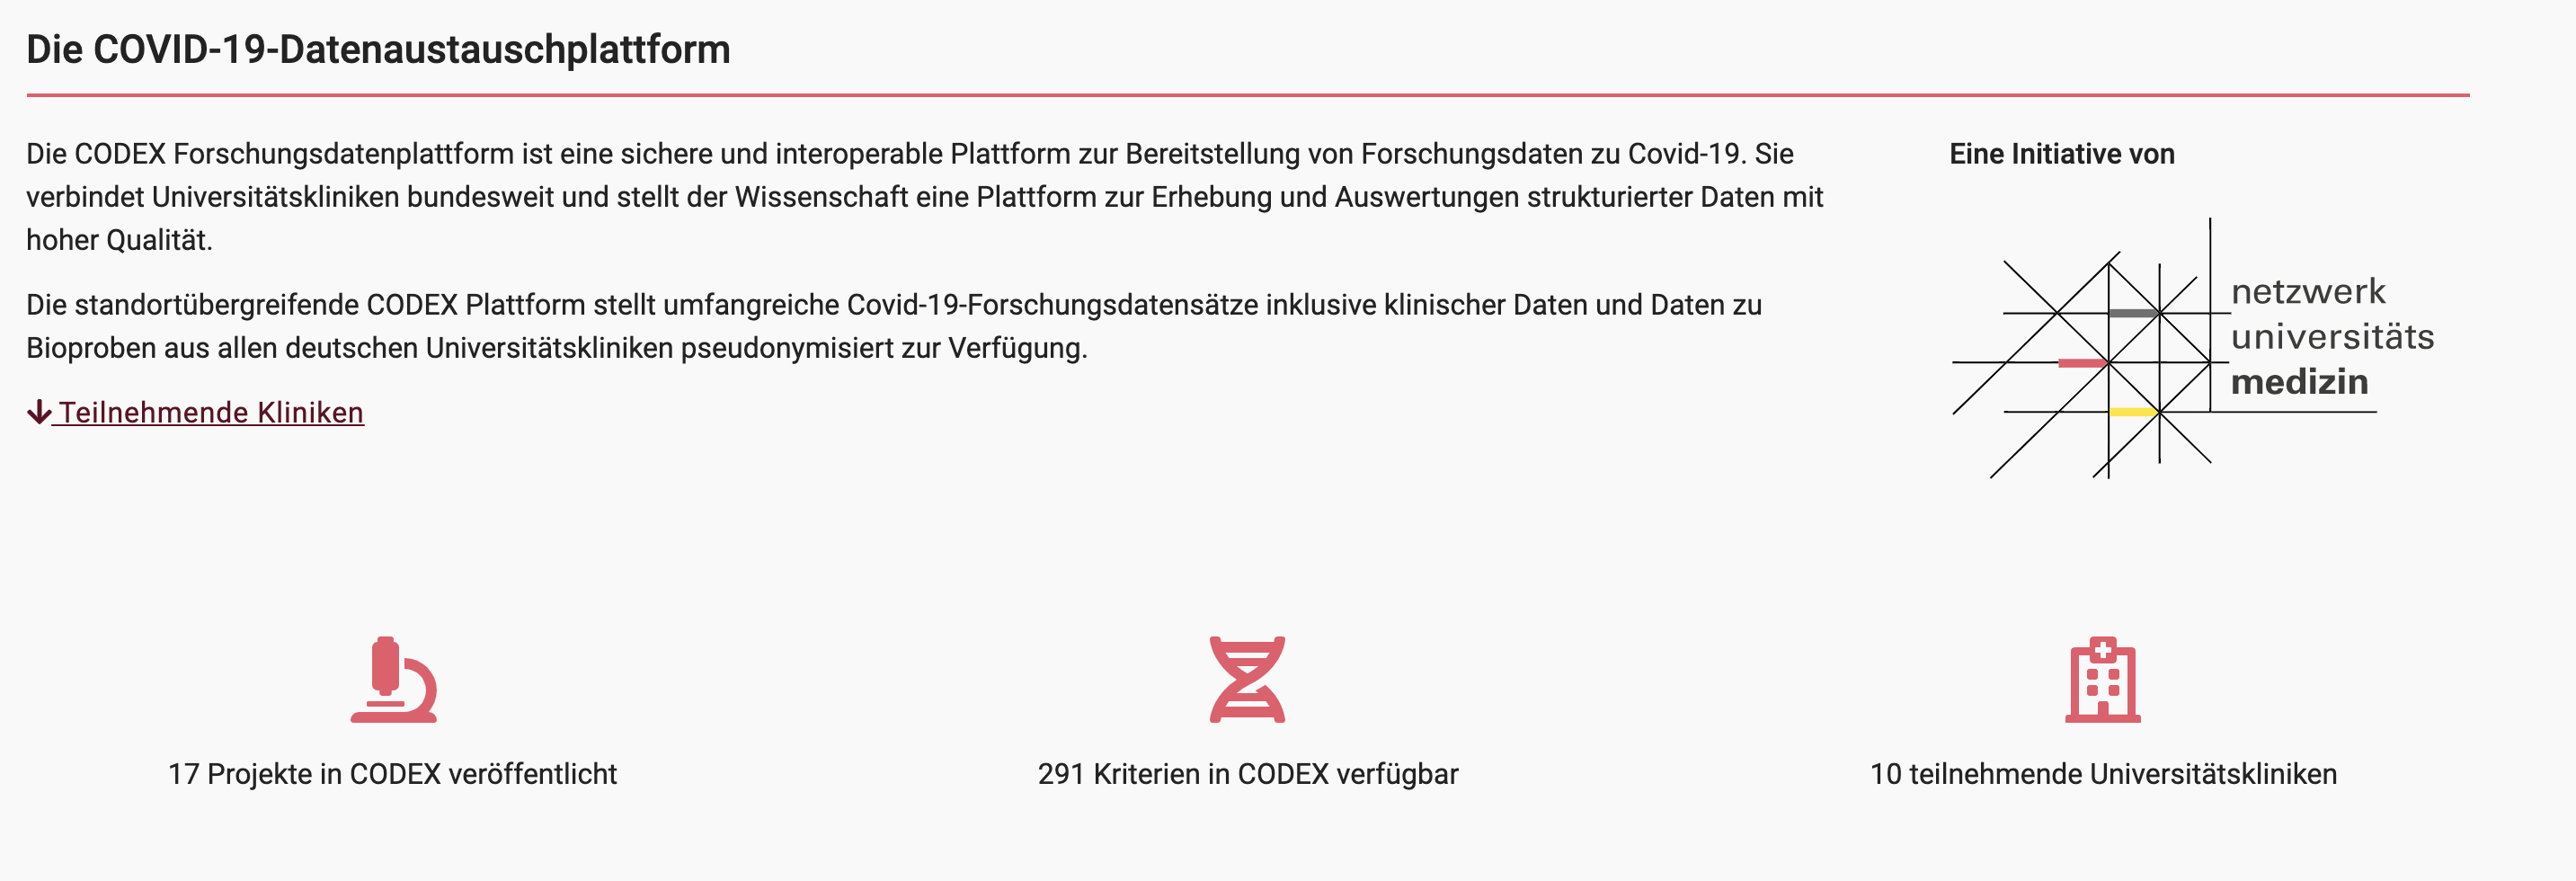 Die COVID-19-Datenaustauschplattform
Die CODEX Forschungsdatenplattform ist eine sichere und interoperable Plattform zur Bereitstellung von Forschungsdaten zu Covid-19. Sie
verbindet Universitätskliniken bundesweit und stellt der Wissenschaft eine Plattform zur Erhebung und Auswertungen strukturierter Daten mit
hoher Qualität.
Die standortübergreifende CODEX Plattform stellt umfangreiche Covid-19-Forschungsdatensätze inklusive klinischer Daten und Daten zu
Bioproben aus allen deutschen Universitätskliniken pseudonymisiert zur Verfügung.
Teilnehmende Kliniken
Eine Initiative von
netzwerk
universitäts
medizin
17 Projekte in CODEX veröffentlicht
291 Kriterien in CODEX verfügbar
10 teilnehmende Universitätskliniken